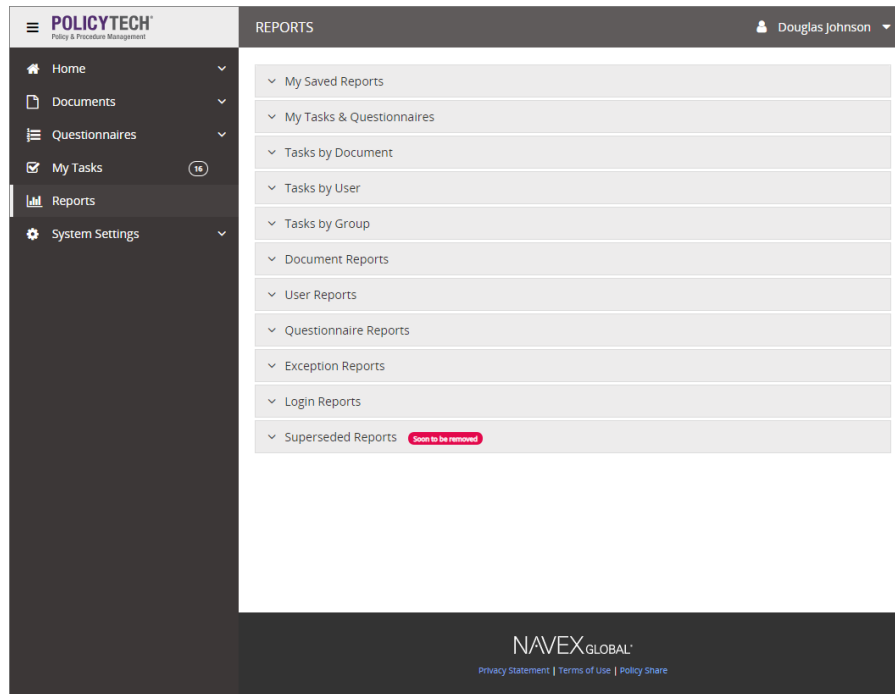 POLICYTECH®
Policy & Procedure Management
REPORTS
Douglas Johnson
Home
Documents
Questionnaires
My Tasks 16
Reports
System Settings
My Saved Reports
My Tasks & Questionnaires
Tasks by Document
Tasks by User
Tasks by Group
Document Reports
User Reports
Questionnaire Reports
Exception Reports
Login Reports
Superseded Reports Soon to be removed
NAVEX GLOBAL®
Privacy Statement | Terms of Use | Policy Share